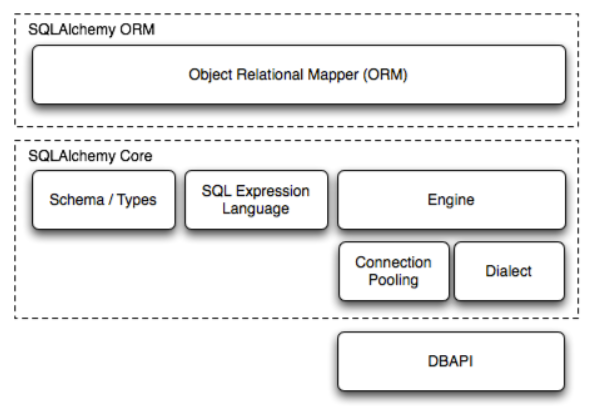 SQLAlchemy ORM
Object Relational Mapper (ORM)
SQLAlchemy Core
Schema / Types
SQL Expression
Language
Engine
Connection
Pooling
Dialect
DBAPI